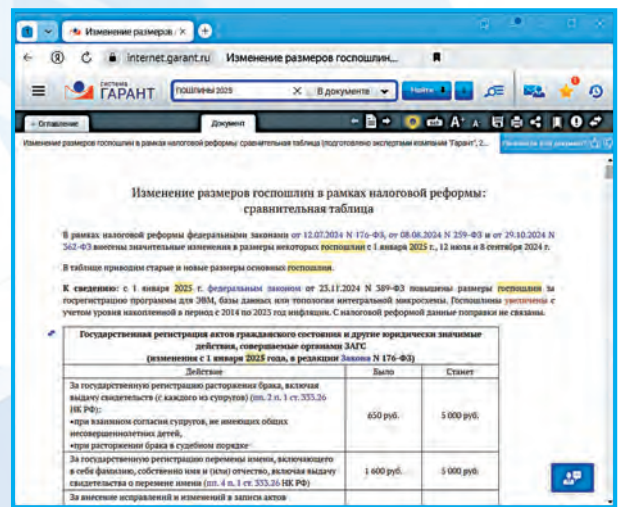 Изменение размеров
internet.garant.ru Изменение размеров госпошлин...
СИСТЕМА
ГАРАНТ
пошлины 2025
В документе
Найти
Оглавление
Документ
Изменение размеров госпошлин в рамках налоговой реформы: сравнительная таблица (подготовлено экспертами компании "Гарант", 2...
Изменение размеров госпошлин в рамках налоговой реформы:
сравнительная таблица
В рамках налоговой реформы федеральными законами от 12.07.2024 N 176-ФЗ, от 08.08.2024 N 259-ФЗ и от 29.10.2024 N
362-ФЗ внесены значительные изменения в размеры некоторых госпошлин с 1 января 2025 г., 12 июля и 8 сентября 2024 г.
В таблице приводим старые и новые размеры основных госпошлин.
К сведению: с 1 января 2025 г. федеральным законом от 23.11.2024 N 389-ФЗ повышены размеры госпошлин за
госрегистрацию программы для ЭВМ, базы данных или топологии интегральной микросхемы. Госпошлины увеличены с
учетом уровня накопленной в период с 2014 по 2025 год инфляции. С налоговой реформой данные поправки не связаны.
Государственная регистрация актов гражданского состояния и другие юридически значимые
действия, совершаемые органами ЗАГС
(изменения с 1 января 2025 года, в редакции Закона N 176-ФЗ)
Действие Было Станет
За государственную регистрацию расторжения брака, включая
выдачу свидетельств (с каждого из супругов) (пп. 2 п. 1 ст. 333.26
НК РФ):
•при взаимном согласии супругов, не имеющих общих
несовершеннолетних детей,
•при расторжении брака в судебном порядке
650 руб. 5 000 руб.
За государственную регистрацию перемены имени, включающего
в себя фамилию, собственно имя и (или) отчество, включая выдачу
свидетельства о перемене имени (пп. 4 п. 1 ст. 333.26 НК РФ)
1 600 руб. 5 000 руб.
За внесение исправлений и изменений в записи актов